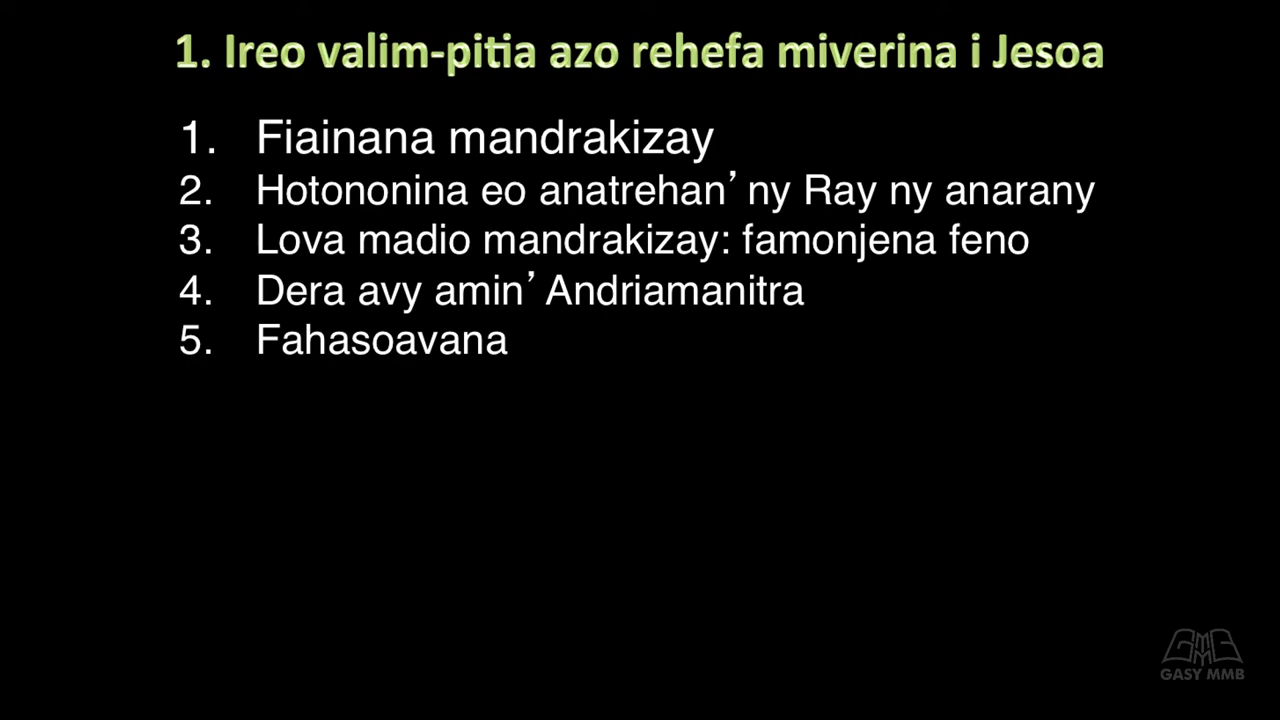 1. Ireo valim-pitia azo rehefa miverina i Jesoa
1. Fiainana mandrakizay
2. Hotononina eo anatrehan’ ny Ray ny anarany
3. Lova madio mandrakizay: famonjena feno
4. Dera avy amin’ Andriamanitra
5. Fahasoavana
GMMB
GASY MMB